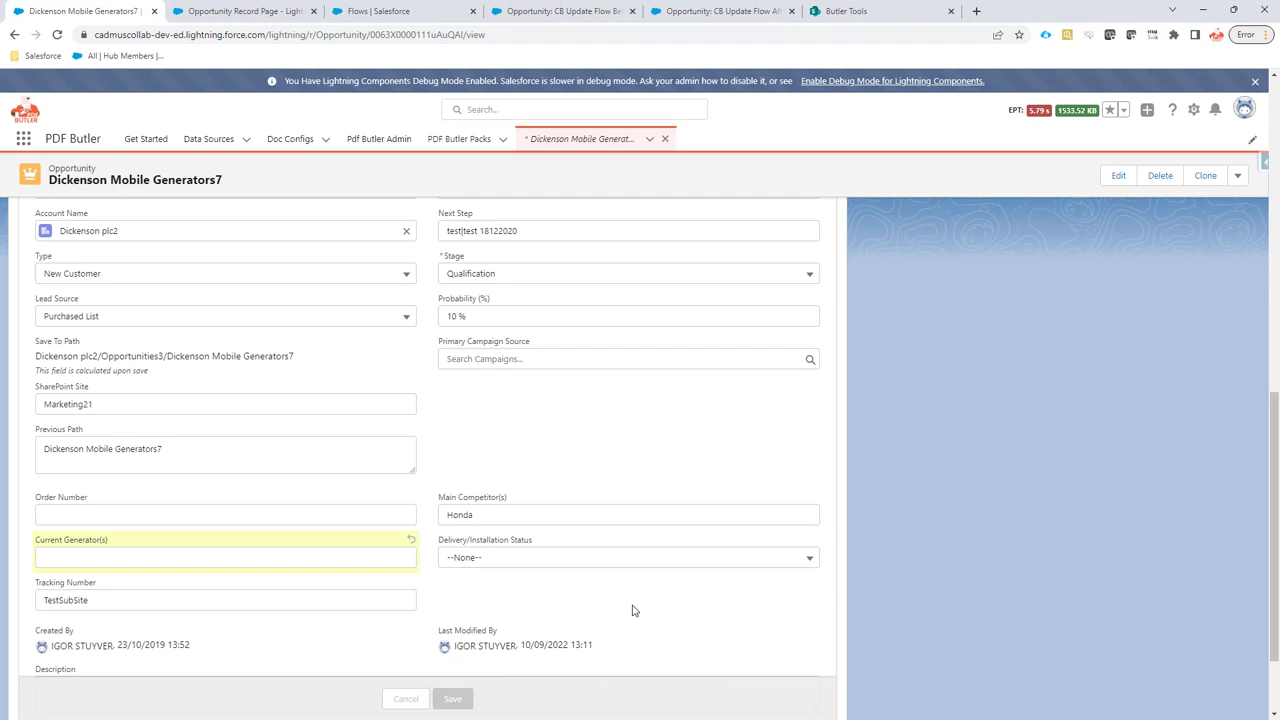 Dickenson Mobile Generators7 |
Opportunity Record Page - Light
Flows | Salesforce
Opportunity: CB Update Flow Be
Opportunity: CB Update Flow Aft
Butler Tools
cadmuscollab-dev-ed.lightning.force.com/lightning/r/Opportunity/0063X0000111uAuQAI/view
Error
Salesforce
All | Hub Members |...
You Have Lightning Components Debug Mode Enabled. Salesforce is slower in debug mode. Ask your admin how to disable it, or see Enable Debug Mode for Lightning Components.
PDF BUTLER
Search...
EPT: 5.79 s 1533.52 KB
PDF Butler
Get Started
Data Sources
Doc Configs
Pdf Butler Admin
PDF Butler Packs
* Dickenson Mobile Generat...
Opportunity
Dickenson Mobile Generators7
Edit
Delete
Clone
Account Name
Dickenson plc2
Next Step
test|test 18122020
Type
New Customer
*Stage
Qualification
Lead Source
Purchased List
Probability (%)
10 %
Save To Path
Dickenson plc2/Opportunities3/Dickenson Mobile Generators7
This field is calculated upon save
Primary Campaign Source
Search Campaigns...
SharePoint Site
Marketing21
Previous Path
Dickenson Mobile Generators7
Order Number
Main Competitor(s)
Honda
Current Generator(s)
Delivery/Installation Status
--None--
Tracking Number
TestSubSite
Created By
IGOR STUYVER, 23/10/2019 13:52
Last Modified By
IGOR STUYVER, 10/09/2022 13:11
Description
Cancel
Save